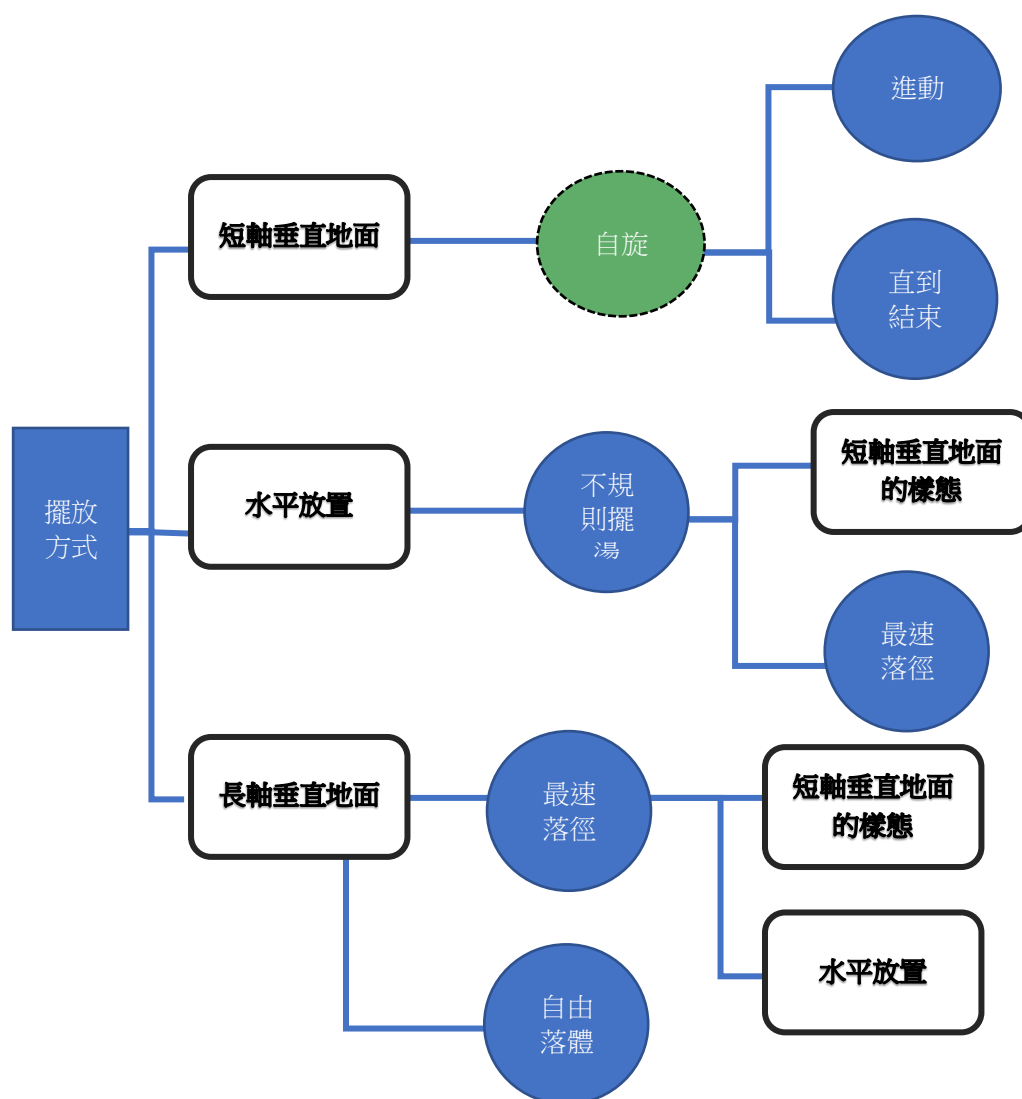 進動
短軸垂直地面
自旋
直到
結束
擺放
方式
水平放置
不規
則擺
湯
短軸垂直地面
的樣態
最速
落徑
長軸垂直地面
最速
落徑
短軸垂直地面
的樣態
水平放置
自由
落體